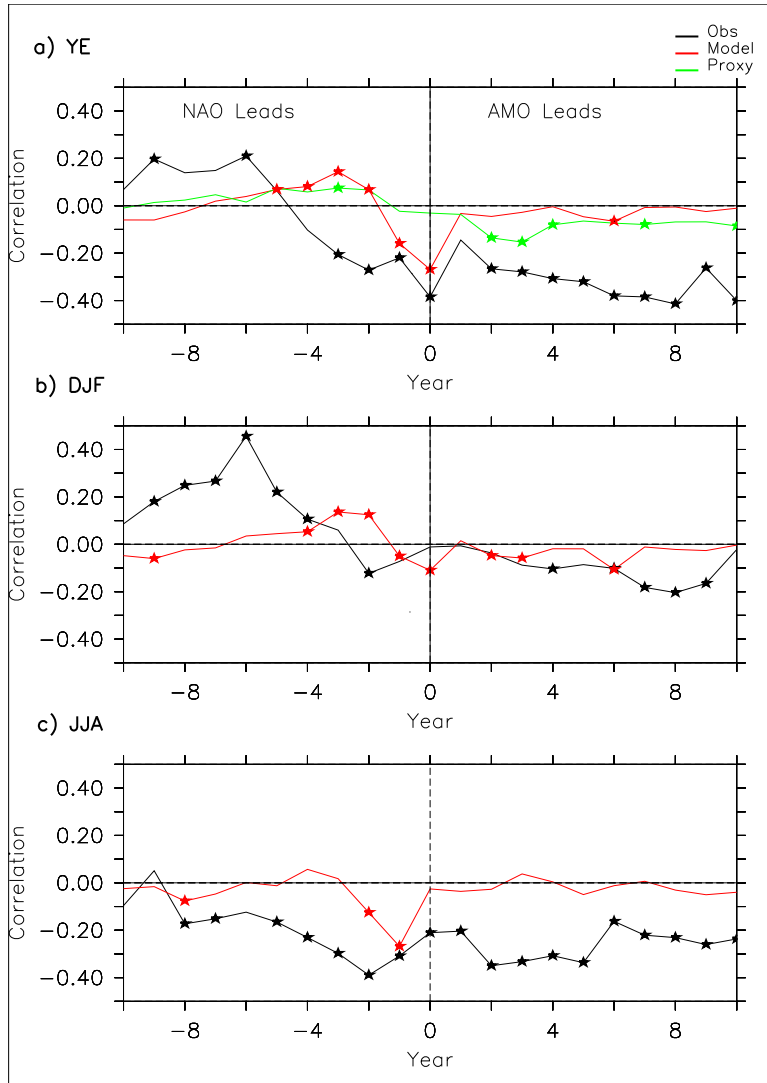 a) YE
Obs
Model
Proxy
NAO Leads
AMO Leads
0.40
0.20
0.00
−0.20
−0.40
Correlation
−8
−4
0
4
8
Year
b) DJF
0.40
0.20
0.00
−0.20
−0.40
Correlation
−8
−4
0
4
8
Year
c) JJA
0.40
0.20
0.00
−0.20
−0.40
Correlation
−8
−4
0
4
8
Year